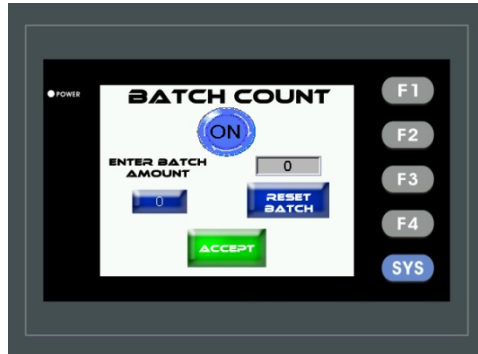 POWER
BATCH COUNT
ON
ENTER BATCH
AMOUNT
0
0
RESET
BATCH
ACCEPT
F1
F2
F3
F4
SYS